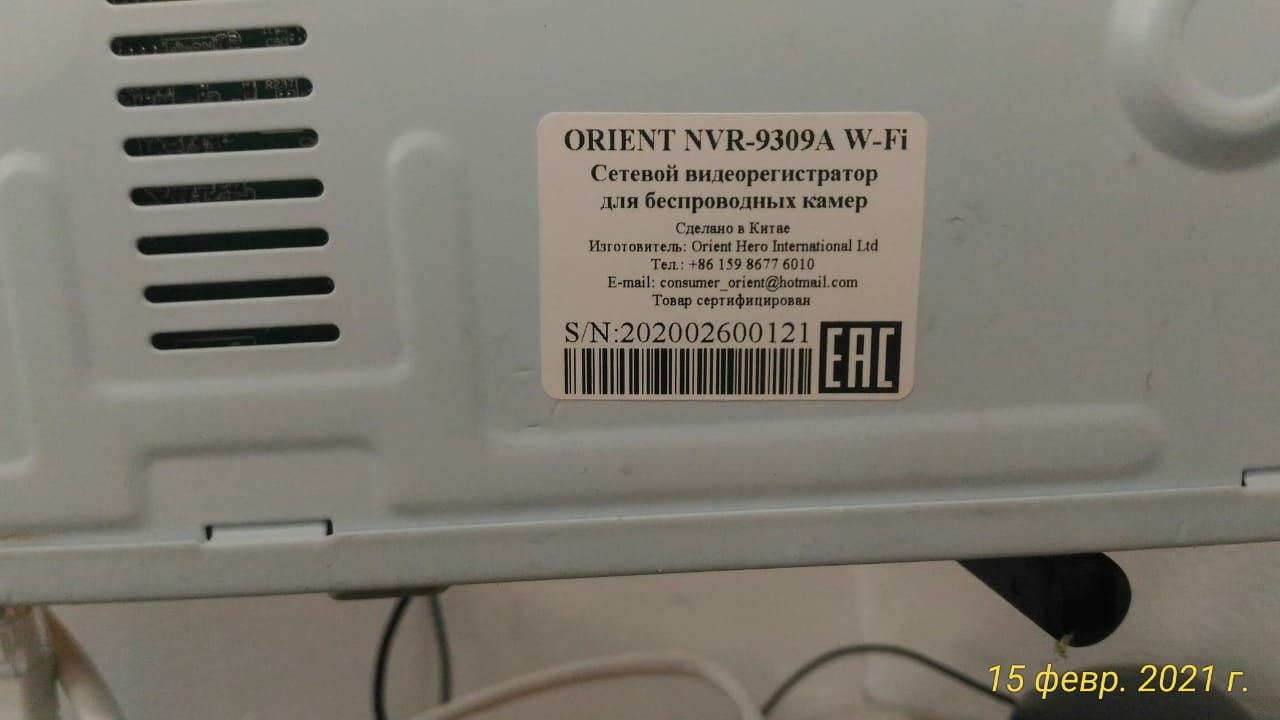 ORIENT NVR-9309A W-Fi
Сетевой видеорегистратор
для беспроводных камер
Сделано в Китае
Изготовитель: Orient Hero International Ltd
Тел.: +86 159 8677 6010
E-mail: consumer_orient@hotmail.com
Товар сертифицирован
S/N:202002600121
EAC
15 февр. 2021 г.